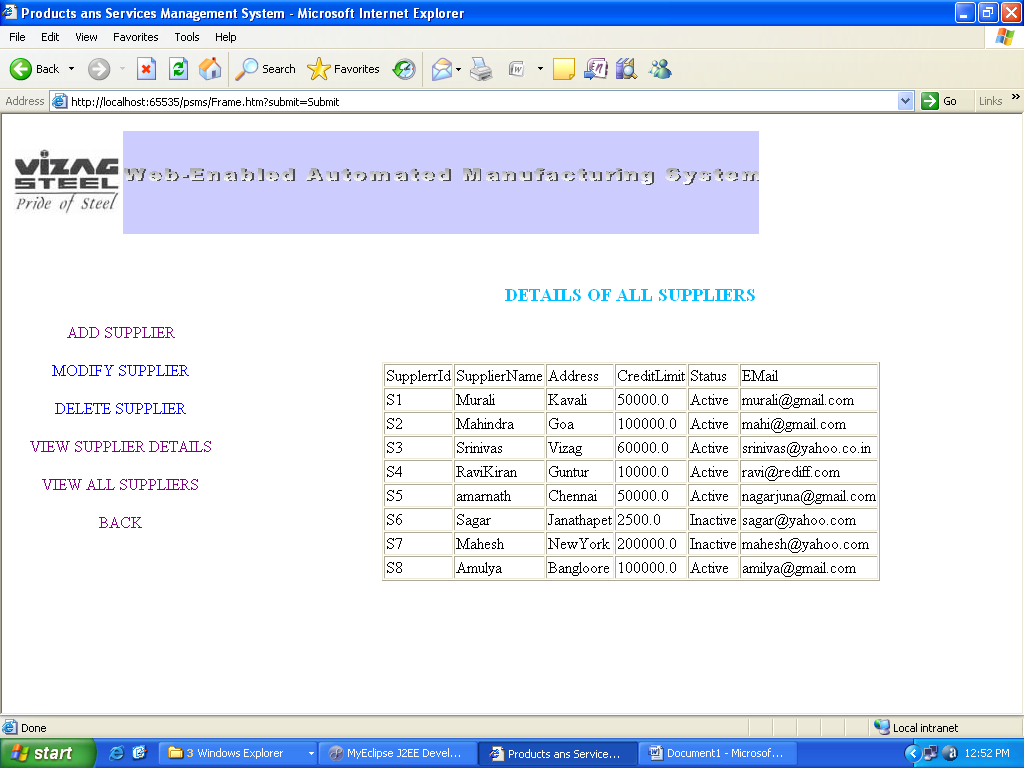 Products ans Services Management System - Microsoft Internet Explorer
File Edit View Favorites Tools Help
Back Search Favorites
Address http://localhost:65535/psms/Frame.htm?submit=Submit Go Links »
VIZAG
STEEL
Pride of Steel
Web-Enabled Automated Manufacturing System
DETAILS OF ALL SUPPLIERS
ADD SUPPLIER
MODIFY SUPPLIER
DELETE SUPPLIER
VIEW SUPPLIER DETAILS
VIEW ALL SUPPLIERS
BACK
SupplerrId SupplierName Address CreditLimit Status EMail
S1 Murali Kavali 50000.0 Active murali@gmail.com
S2 Mahindra Goa 100000.0 Active mahi@gmail.com
S3 Srinivas Vizag 60000.0 Active srinivas@yahoo.co.in
S4 RaviKiran Guntur 10000.0 Active ravi@rediff.com
S5 amarnath Chennai 50000.0 Active nagarjuna@gmail.com
S6 Sagar Janathapet 2500.0 Inactive sagar@yahoo.com
S7 Mahesh NewYork 200000.0 Inactive mahesh@yahoo.com
S8 Amulya Bangloore 100000.0 Active amilya@gmail.com
Done Local intranet
start 3 Windows Explorer MyEclipse J2EE Devel... Products ans Service... Document1 - Microsof... 12:52 PM